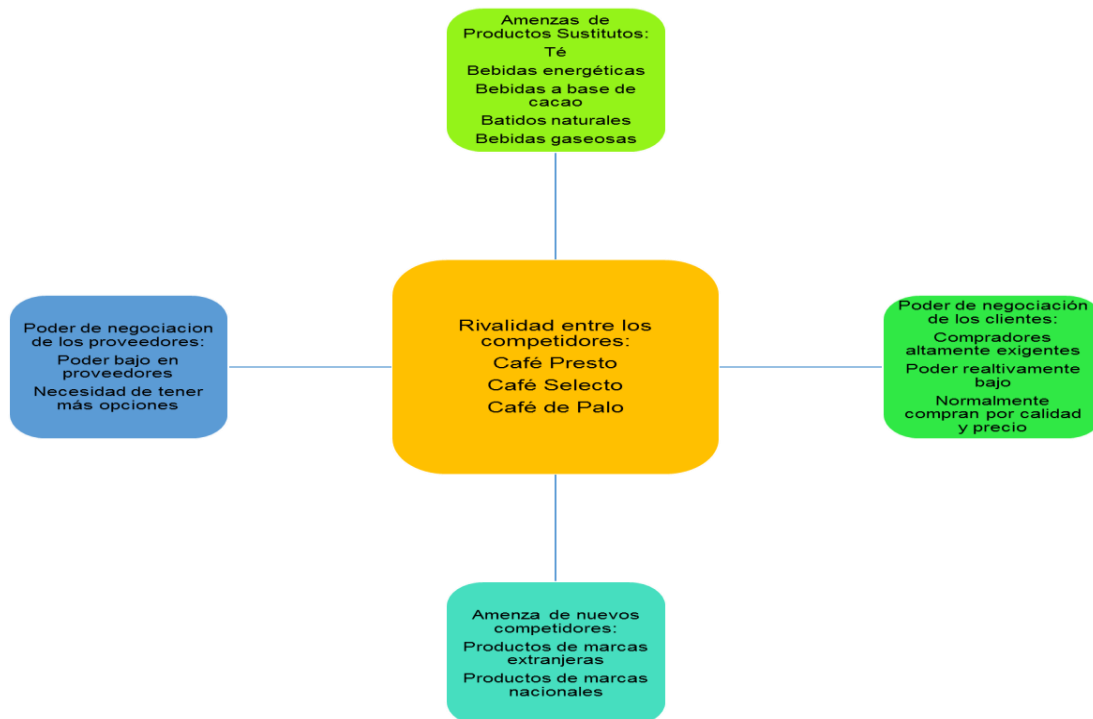 Amenzas de
Productos Sustitutos:
Té
Bebidas energéticas
Bebidas a base de
cacao
Batidos naturales
Bebidas gaseosas
Poder de negociacion
de los proveedores:
Poder bajo en
proveedores
Necesidad de tener
más opciones
Rivalidad entre los
competidores:
Café Presto
Café Selecto
Café de Palo
Poder de negociación
de los clientes:
Compradores
altamente exigentes
Poder realtivamente
bajo
Normalmente
compran por calidad
y precio
Amenza de nuevos
competidores:
Productos de marcas
extranjeras
Productos de marcas
nacionales